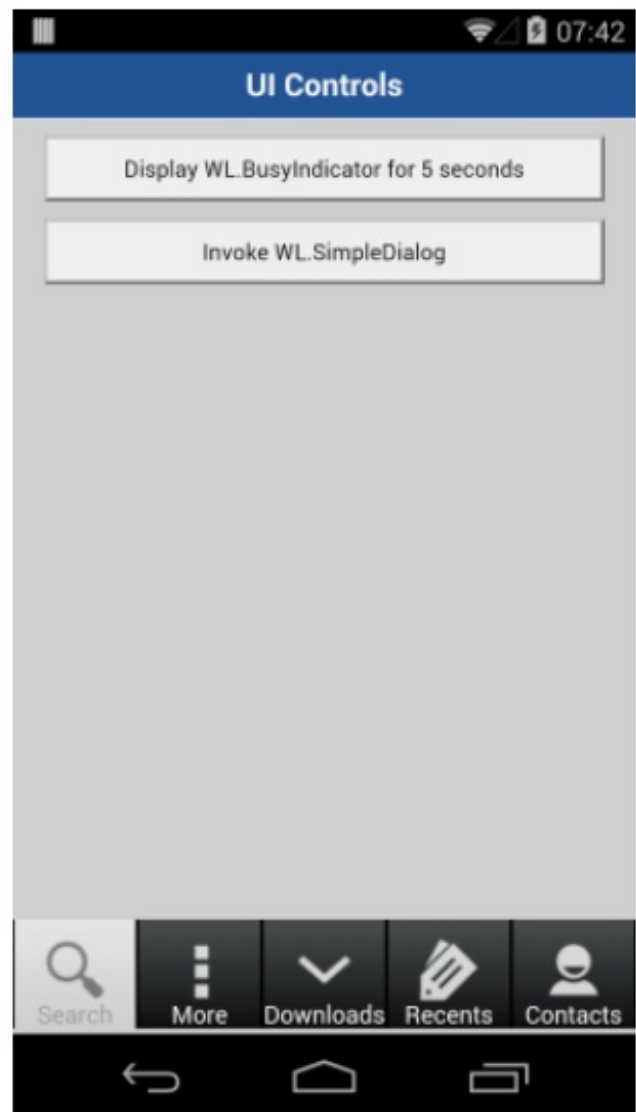 07:42
UI Controls
Display WL.BusyIndicator for 5 seconds
Invoke WL.SimpleDialog
Search More Downloads Recents Contacts